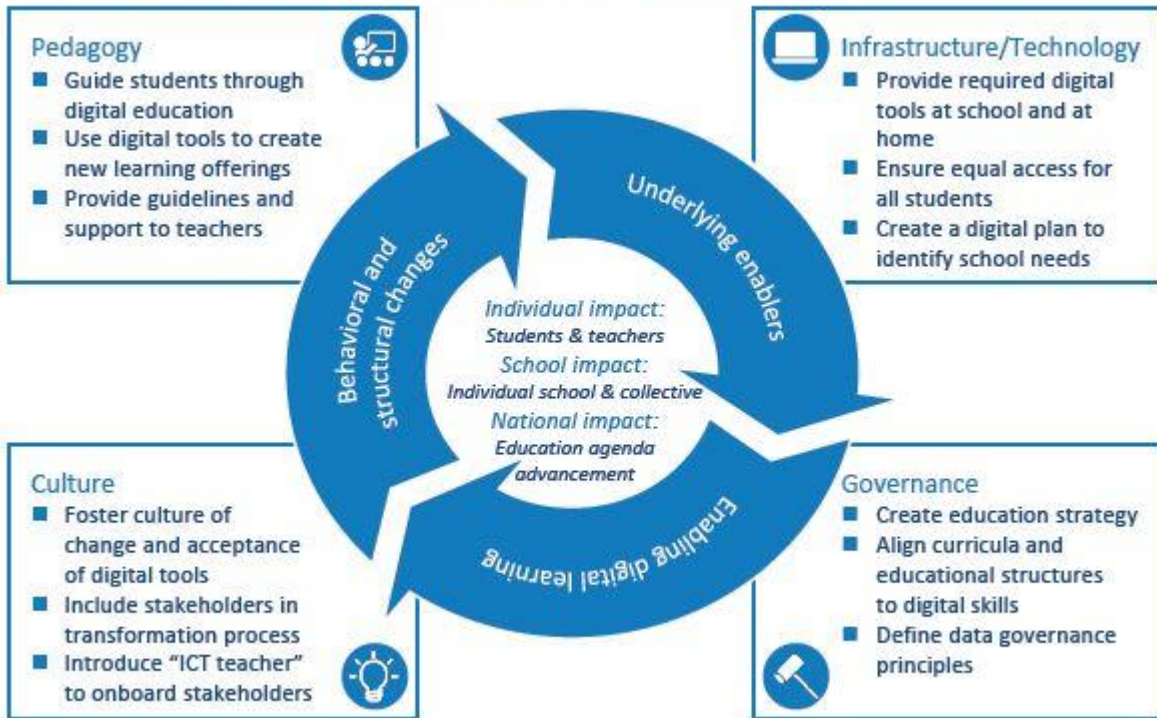 Pedagogy
Guide students through
digital education
Use digital tools to create
new learning offerings
Provide guidelines and
support to teachers
Infrastructure/Technology
Provide required digital
tools at school and at
home
Ensure equal access for
all students
Create a digital plan to
identify school needs
Behavioral and
structural changes
Underlying enablers
Enabling digital learning
Individual impact:
Students & teachers
School impact:
Individual school & collective
National impact:
Education agenda
advancement
Culture
Foster culture of
change and acceptance
of digital tools
Include stakeholders in
transformation process
Introduce “ICT teacher”
to onboard stakeholders
Governance
Create education strategy
Align curricula and
educational structures
to digital skills
Define data governance
principles